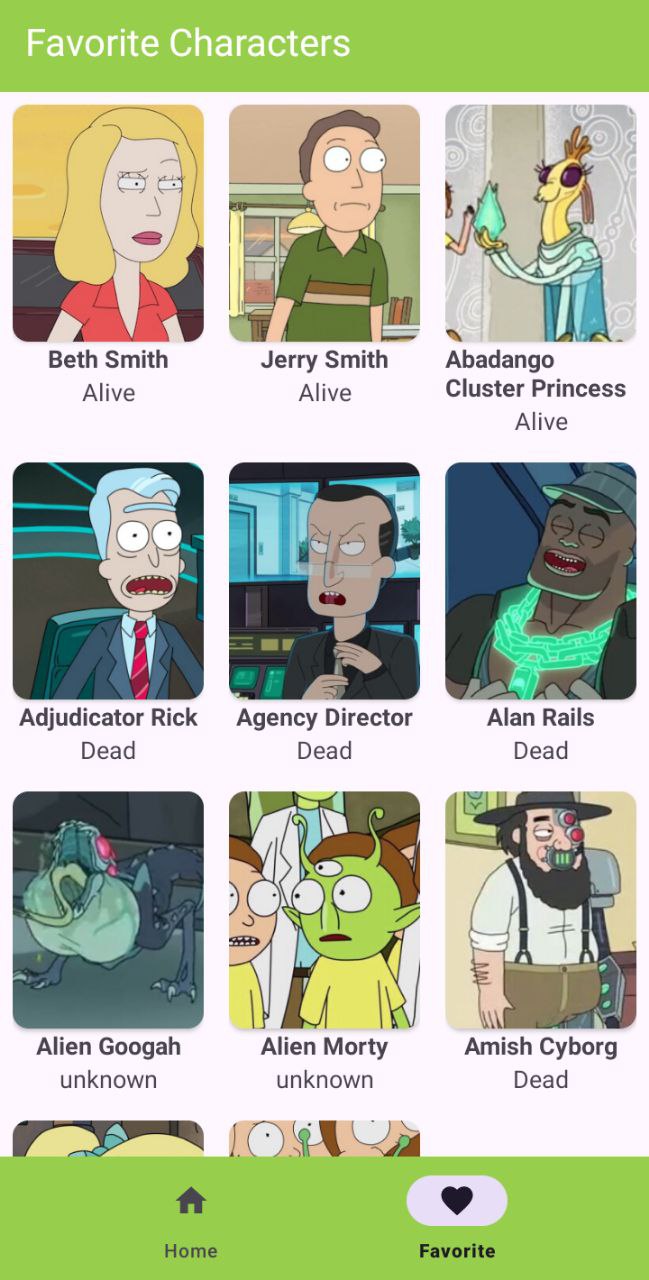 Favorite Characters
Beth Smith
Alive
Jerry Smith
Alive
Abadango
Cluster Princess
Alive
Adjudicator Rick
Dead
Agency Director
Dead
Alan Rails
Dead
Alien Googah
unknown
Alien Morty
unknown
Amish Cyborg
Dead
Home
Favorite